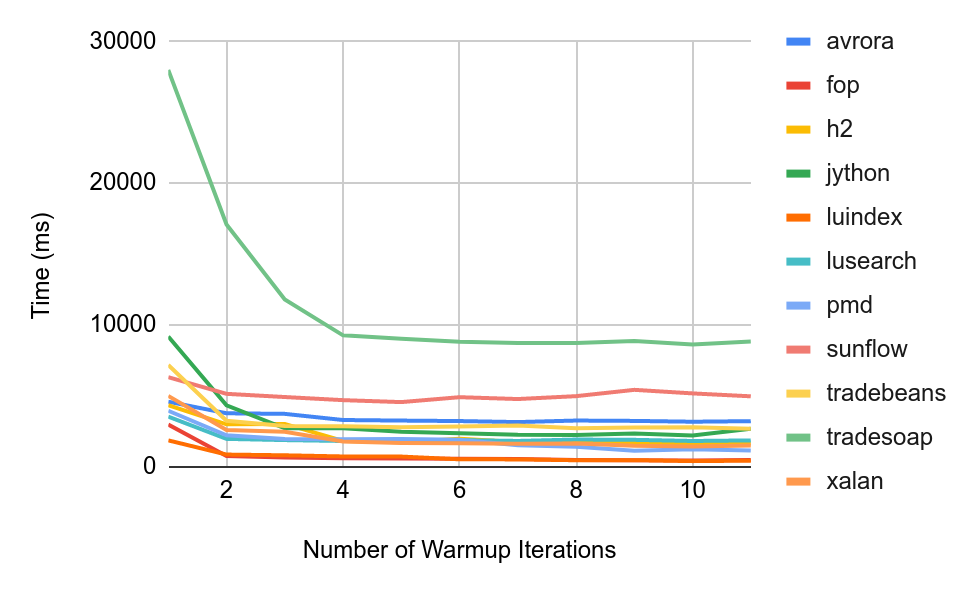 30000
20000
10000
0
Time (ms)
2 4 6 8 10
Number of Warmup Iterations
avrora
fop
h2
jython
luindex
lusearch
pmd
sunflow
tradebeans
tradesoap
xalan